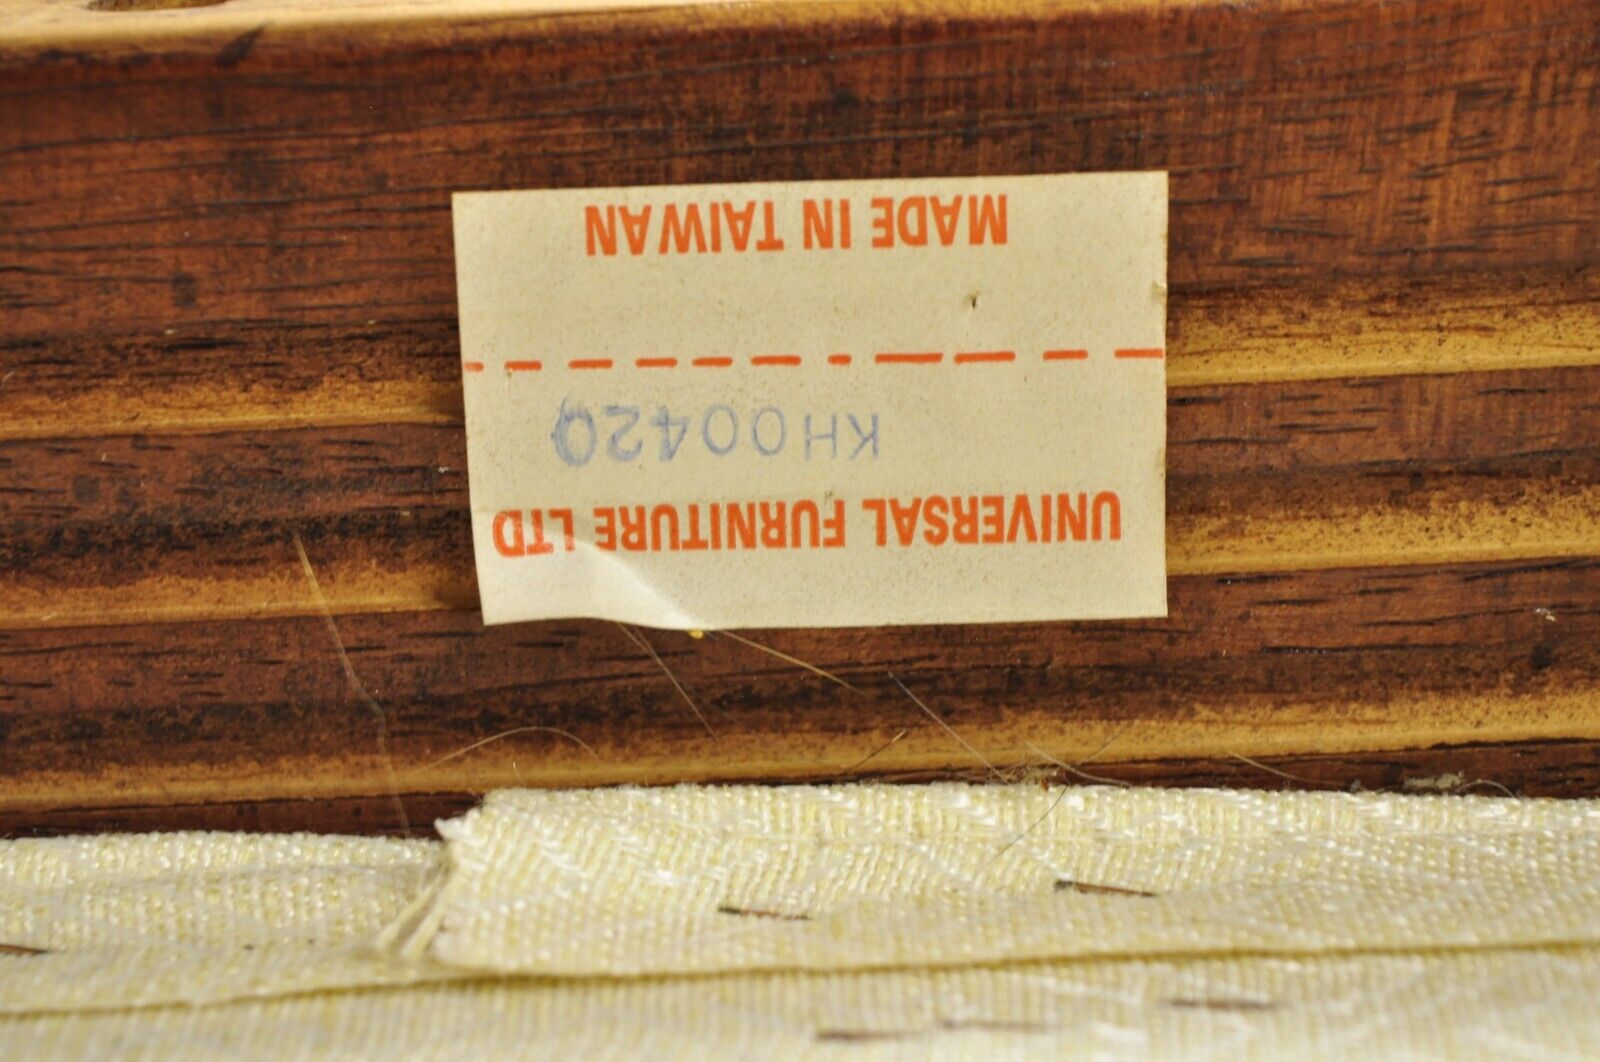 UNIVERSAL FURNITURE LTD
KH00420
MADE IN TAIWAN